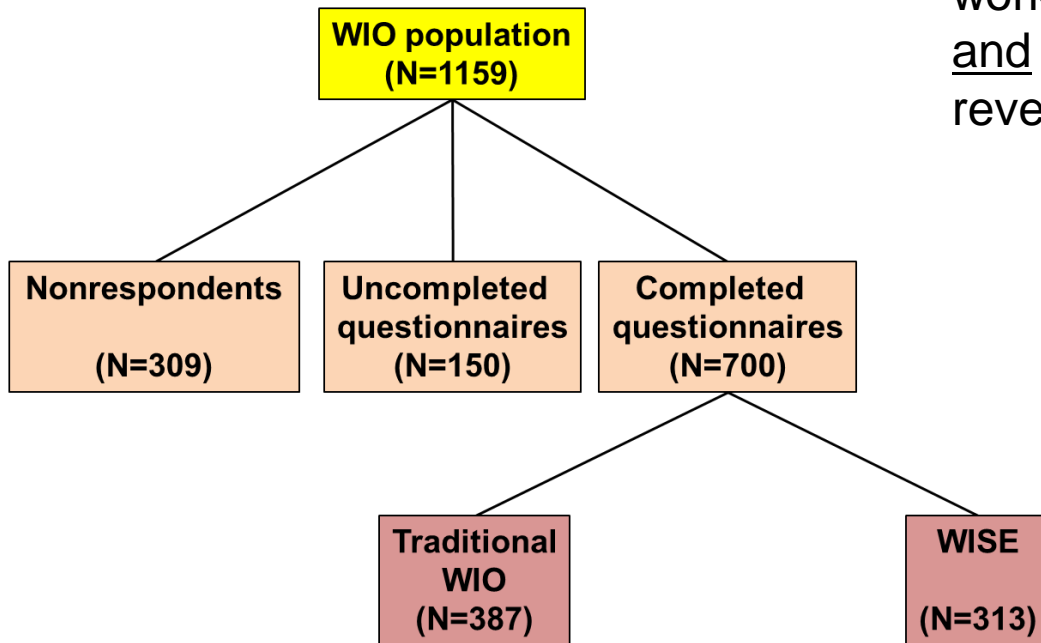 and
WIO population
(N=1159)
Nonrespondents
(N=309)
Uncompleted
questionnaires
(N=150)
Completed
questionnaires
(N=700)
Traditional
WIO
(N=387)
WISE
(N=313)